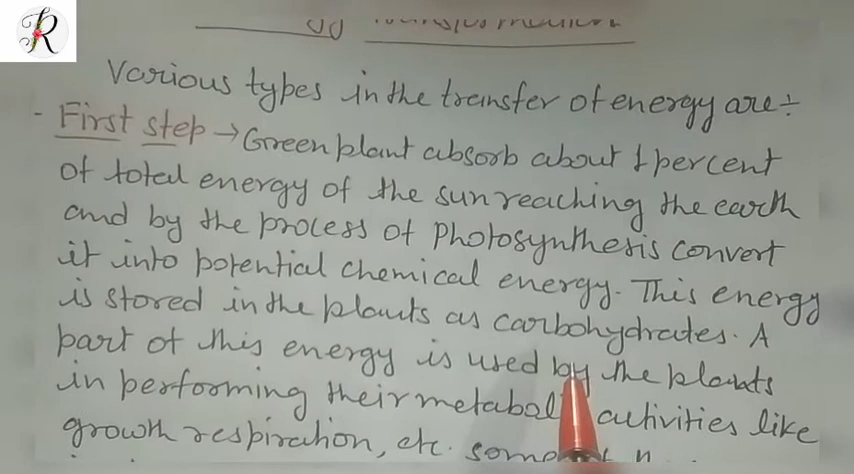 R
Various types in the transfer of energy are÷
- First step → Green plant absorb about 1 percent
of total energy of the sun reaching the earth
and by the process of Photosynthesis convert
it into potential chemical energy. This energy
is stored in the plants as carbohydrates. A
part of this energy is used by the plants
in performing their metabol activities like
growth respiration, etc. some